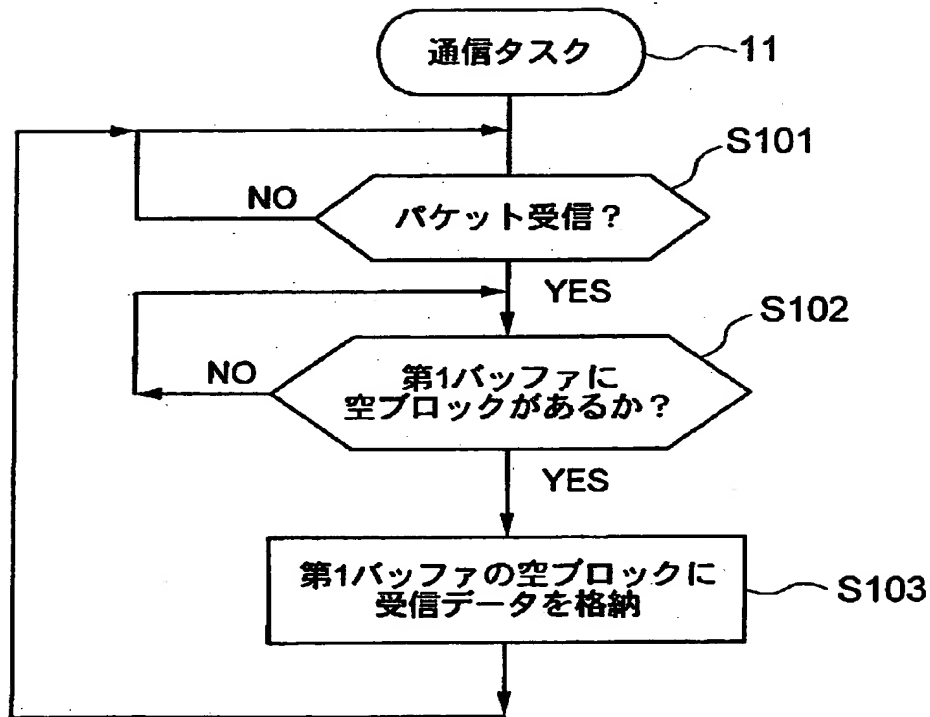 通信タスク
11
S101
NO
パケット受信？
YES
S102
NO
第1バッファに
空ブロックがあるか？
YES
第1バッファの空ブロックに
受信データを格納
S103